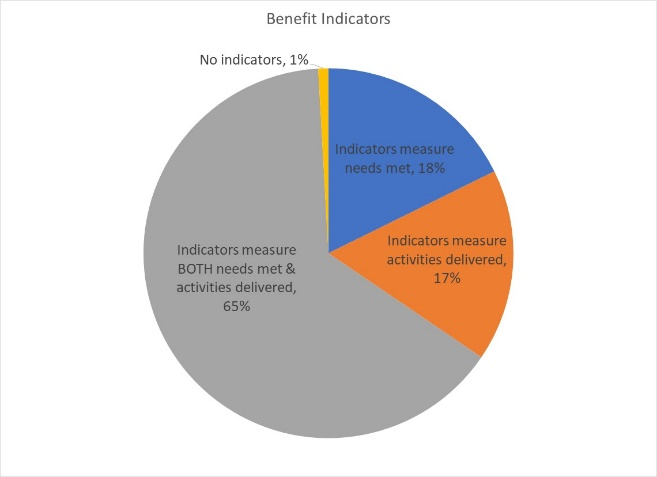 Benefit Indicators
No indicators, 1%
Indicators measure
needs met, 18%
Indicators measure
activities delivered,
17%
Indicators measure
BOTH needs met &
activities delivered,
65%